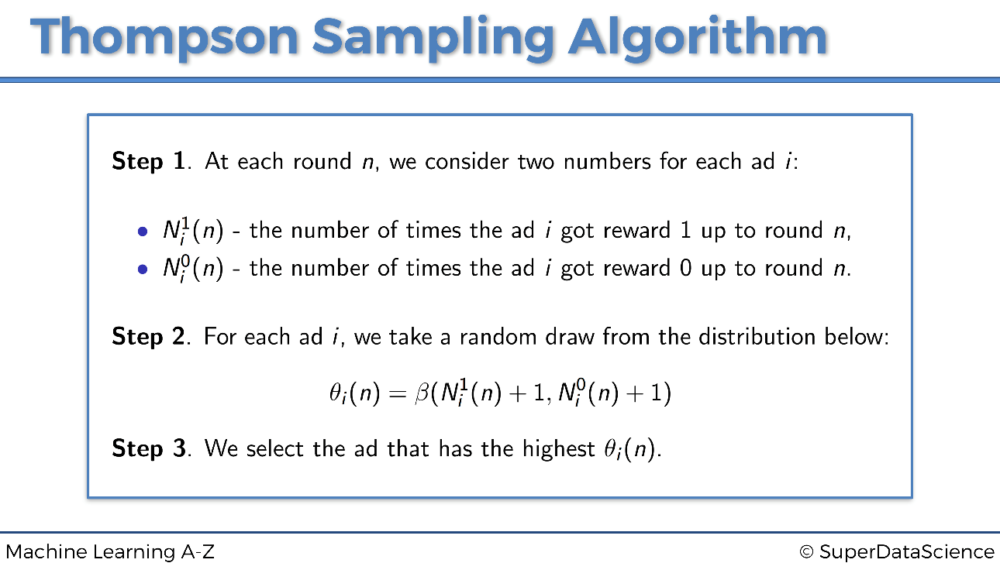 Thompson Sampling Algorithm
Step 1. At each round n, we consider two numbers for each ad i:
• N_i^1(n) - the number of times the ad i got reward 1 up to round n,
• N_i^0(n) - the number of times the ad i got reward 0 up to round n.
Step 2. For each ad i, we take a random draw from the distribution below:
θ_i(n) = β(N_i^1(n) + 1, N_i^0(n) + 1)
Step 3. We select the ad that has the highest θ_i(n).
Machine Learning A-Z
© SuperDataScience